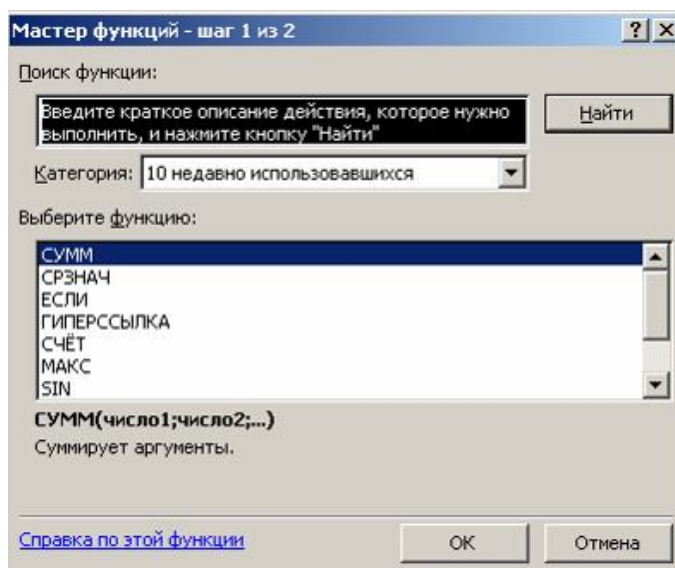 Мастер функций - шаг 1 из 2
Поиск функции:
Введите краткое описание действия, которое нужно
выполнить, и нажмите кнопку "Найти"
Найти
Категория: 10 недавно использовавшихся
Выберите функцию:
СУММ
СРЗНАЧ
ЕСЛИ
ГИПЕРССЫЛКА
СЧЁТ
МАКС
SIN
СУММ(число1;число2;...)
Суммирует аргументы.
Справка по этой функции
ОК
Отмена